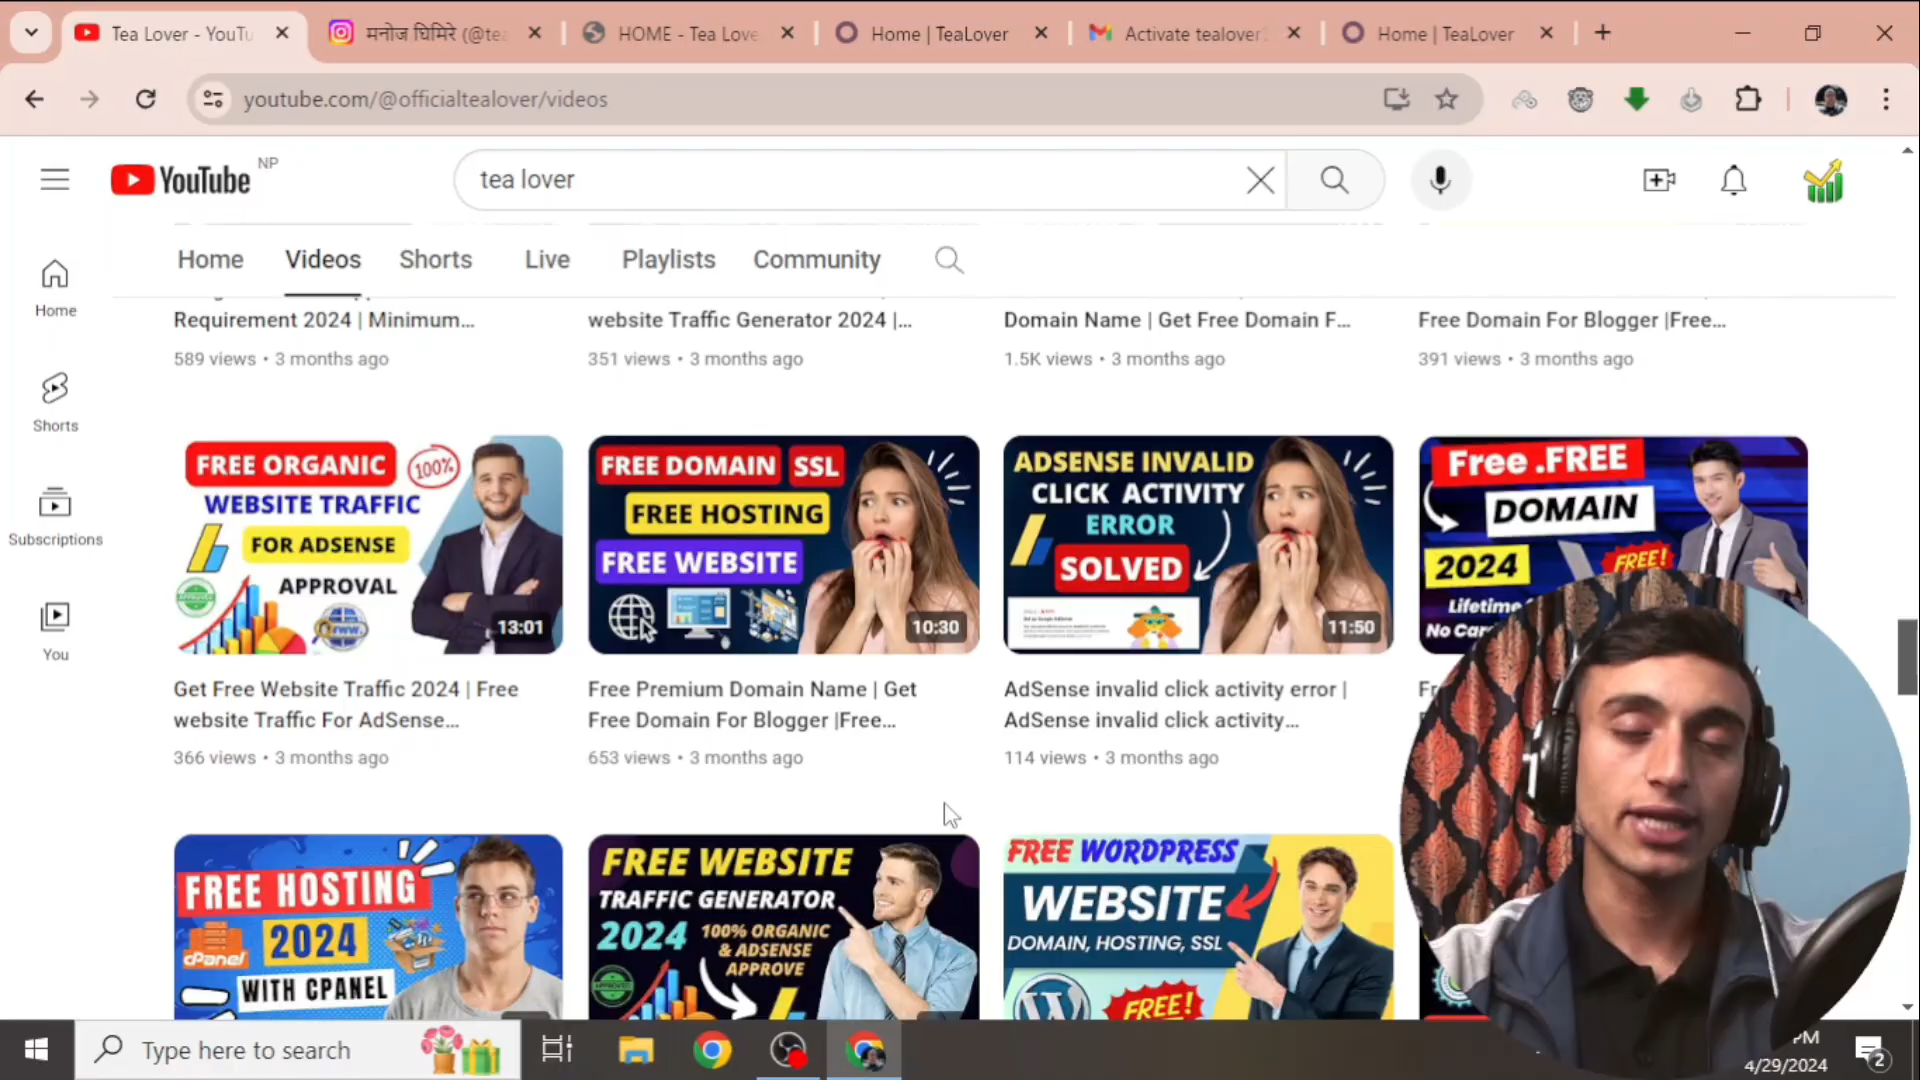 Tea Lover - YouTu
मनोज घिमिरे (@tea
HOME - Tea Love
Home | TeaLover
Activate tealover
Home | TeaLover
youtube.com/@officialtealover/videos
YouTube NP
tea lover
Home Videos Shorts Live Playlists Community
Home
Shorts
Subscriptions
You
Requirement 2024 | Minimum...
589 views • 3 months ago
website Traffic Generator 2024 |...
351 views • 3 months ago
Domain Name | Get Free Domain F...
1.5K views • 3 months ago
Free Domain For Blogger |Free...
391 views • 3 months ago
FREE ORGANIC 100%
WEBSITE TRAFFIC
FOR ADSENSE
APPROVAL
13:01
Get Free Website Traffic 2024 | Free
website Traffic For AdSense...
366 views • 3 months ago
FREE DOMAIN SSL
FREE HOSTING
FREE WEBSITE
10:30
Free Premium Domain Name | Get
Free Domain For Blogger |Free...
653 views • 3 months ago
ADSENSE INVALID
CLICK ACTIVITY
ERROR
SOLVED
11:50
AdSense invalid click activity error |
AdSense invalid click activity...
114 views • 3 months ago
Free .FREE
DOMAIN
2024
FREE!
Lifetime
No Car
FREE HOSTING
2024
cPanel
WITH CPANEL
FREE WEBSITE
TRAFFIC GENERATOR
2024 100% ORGANIC
& ADSENSE
APPROVE
FREE WORDPRESS
WEBSITE
DOMAIN, HOSTING, SSL
FREE!
Type here to search
PM
4/29/2024
2